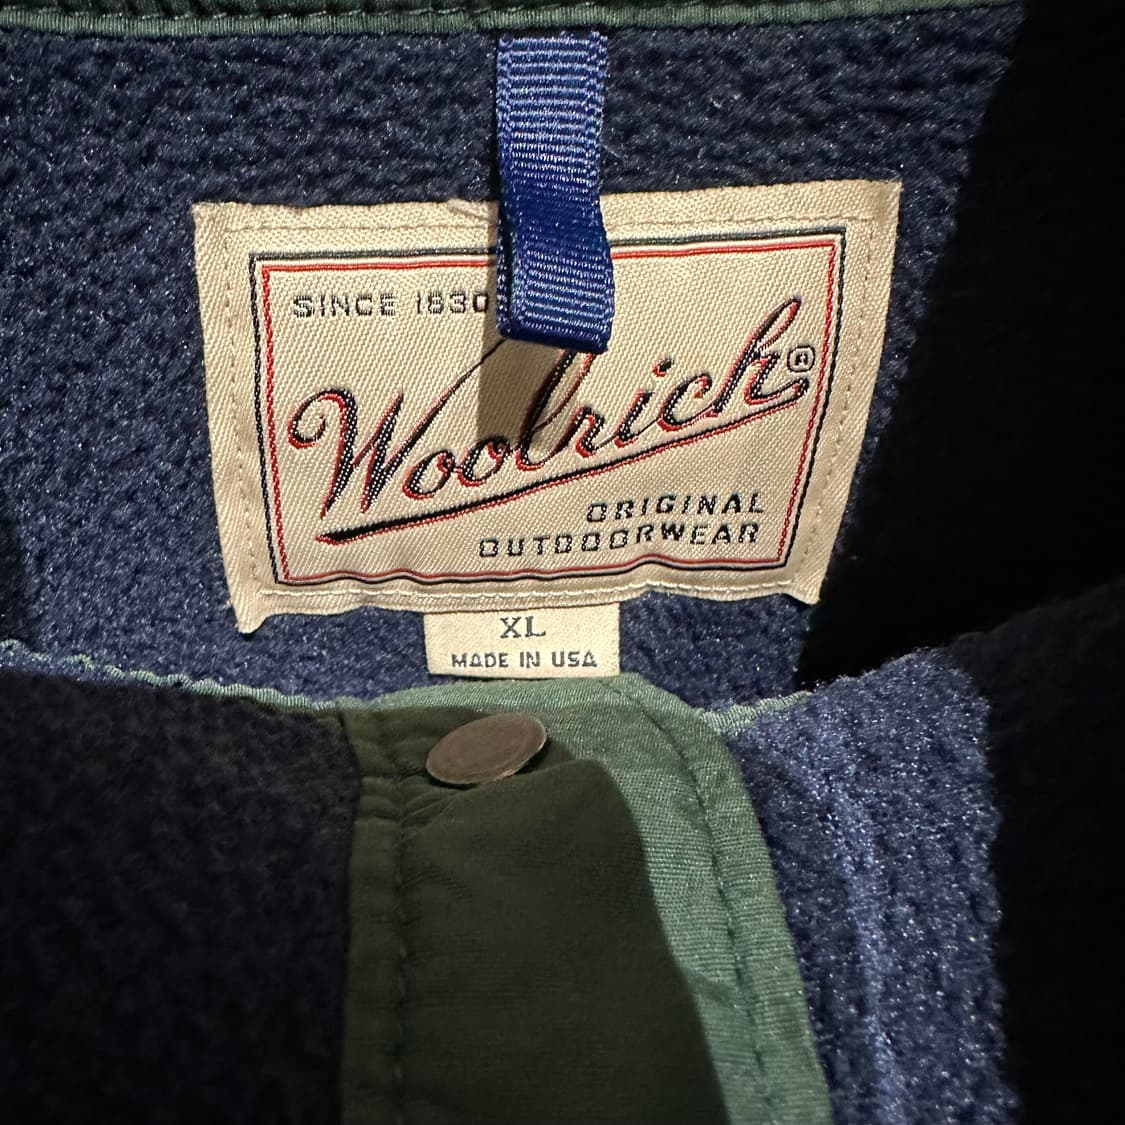 SINCE 1830
Woolrich®
ORIGINAL
OUTDOORWEAR
XL
MADE IN USA